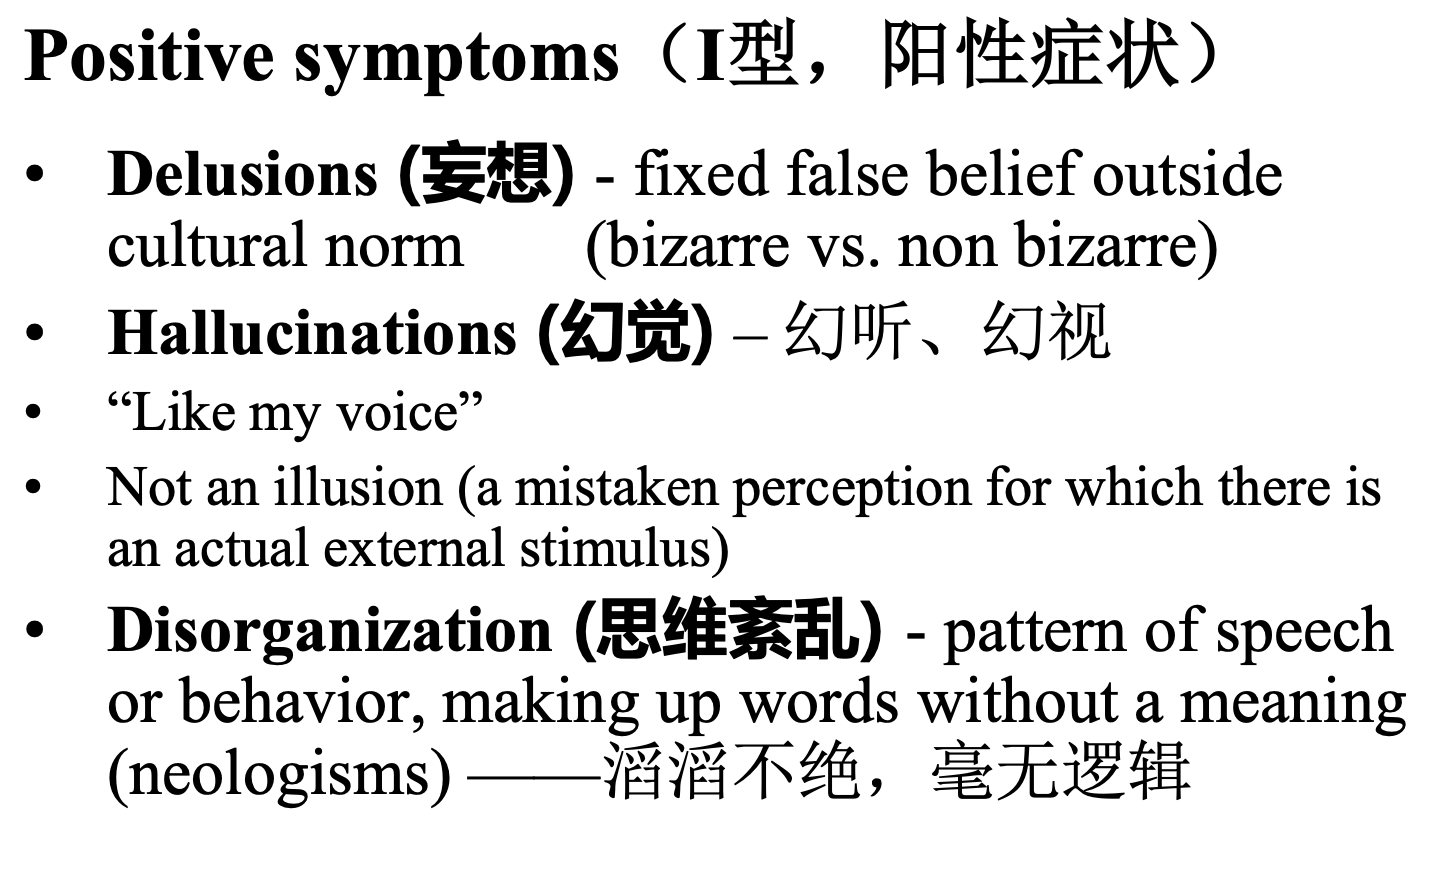 Positive symptoms（I型，阳性症状）
• Delusions (妄想) - fixed false belief outside
cultural norm (bizarre vs. non bizarre)
• Hallucinations (幻觉) – 幻听、幻视
• “Like my voice”
• Not an illusion (a mistaken perception for which there is
an actual external stimulus)
• Disorganization (思维紊乱) - pattern of speech
or behavior, making up words without a meaning
(neologisms) ——滔滔不绝，毫无逻辑